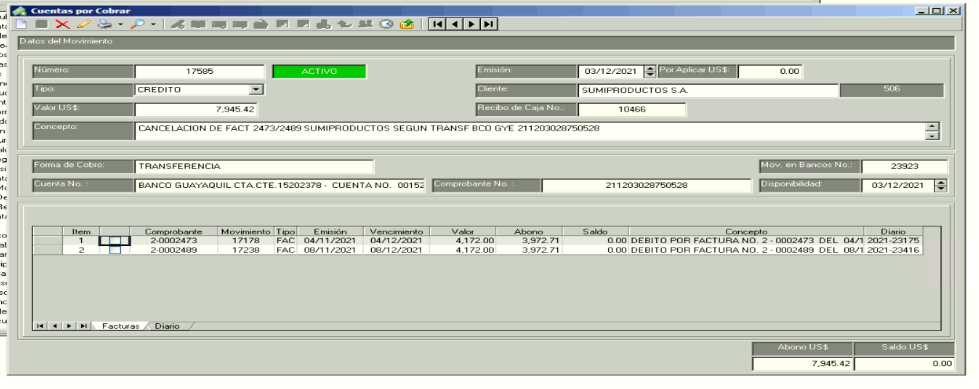 Cuentas por Cobrar
Datos del Movimiento
Número: 17585 ACTIVO Emisión: 03/12/2021 Por Aplicar US$: 0.00
Tipo: CREDITO Cliente: SUMIPRODUCTOS S.A. 506
Valor US$: 7,945.42 Recibo de Caja No.: 10466
Concepto: CANCELACION DE FACT 2473/2489 SUMIPRODUCTOS SEGUN TRANSF BCO GYE 211203028750528
Forma de Cobro: TRANSFERENCIA Mov. en Bancos No.: 23923
Cuenta No. : BANCO GUAYAQUIL CTA.CTE.15202378 - CUENTA NO. 00152 Comprobante No. : 211203028750528 Disponibilidad: 03/12/2021
Item Comprobante Movimiento Tipo Emisión Vencimiento Valor Abono Saldo Concepto Diario
1 2-0002473 17178 FAC 04/11/2021 04/12/2021 4,172.00 3,972.71 0.00 DEBITO POR FACTURA NO. 2 - 0002473 DEL 04/1 2021-23175
2 2-0002489 17238 FAC 08/11/2021 08/12/2021 4,172.00 3,972.71 0.00 DEBITO POR FACTURA NO. 2 - 0002489 DEL 08/1 2021-23416
Facturas Diario
Abono US$ Saldo US$
7,945.42 0.00